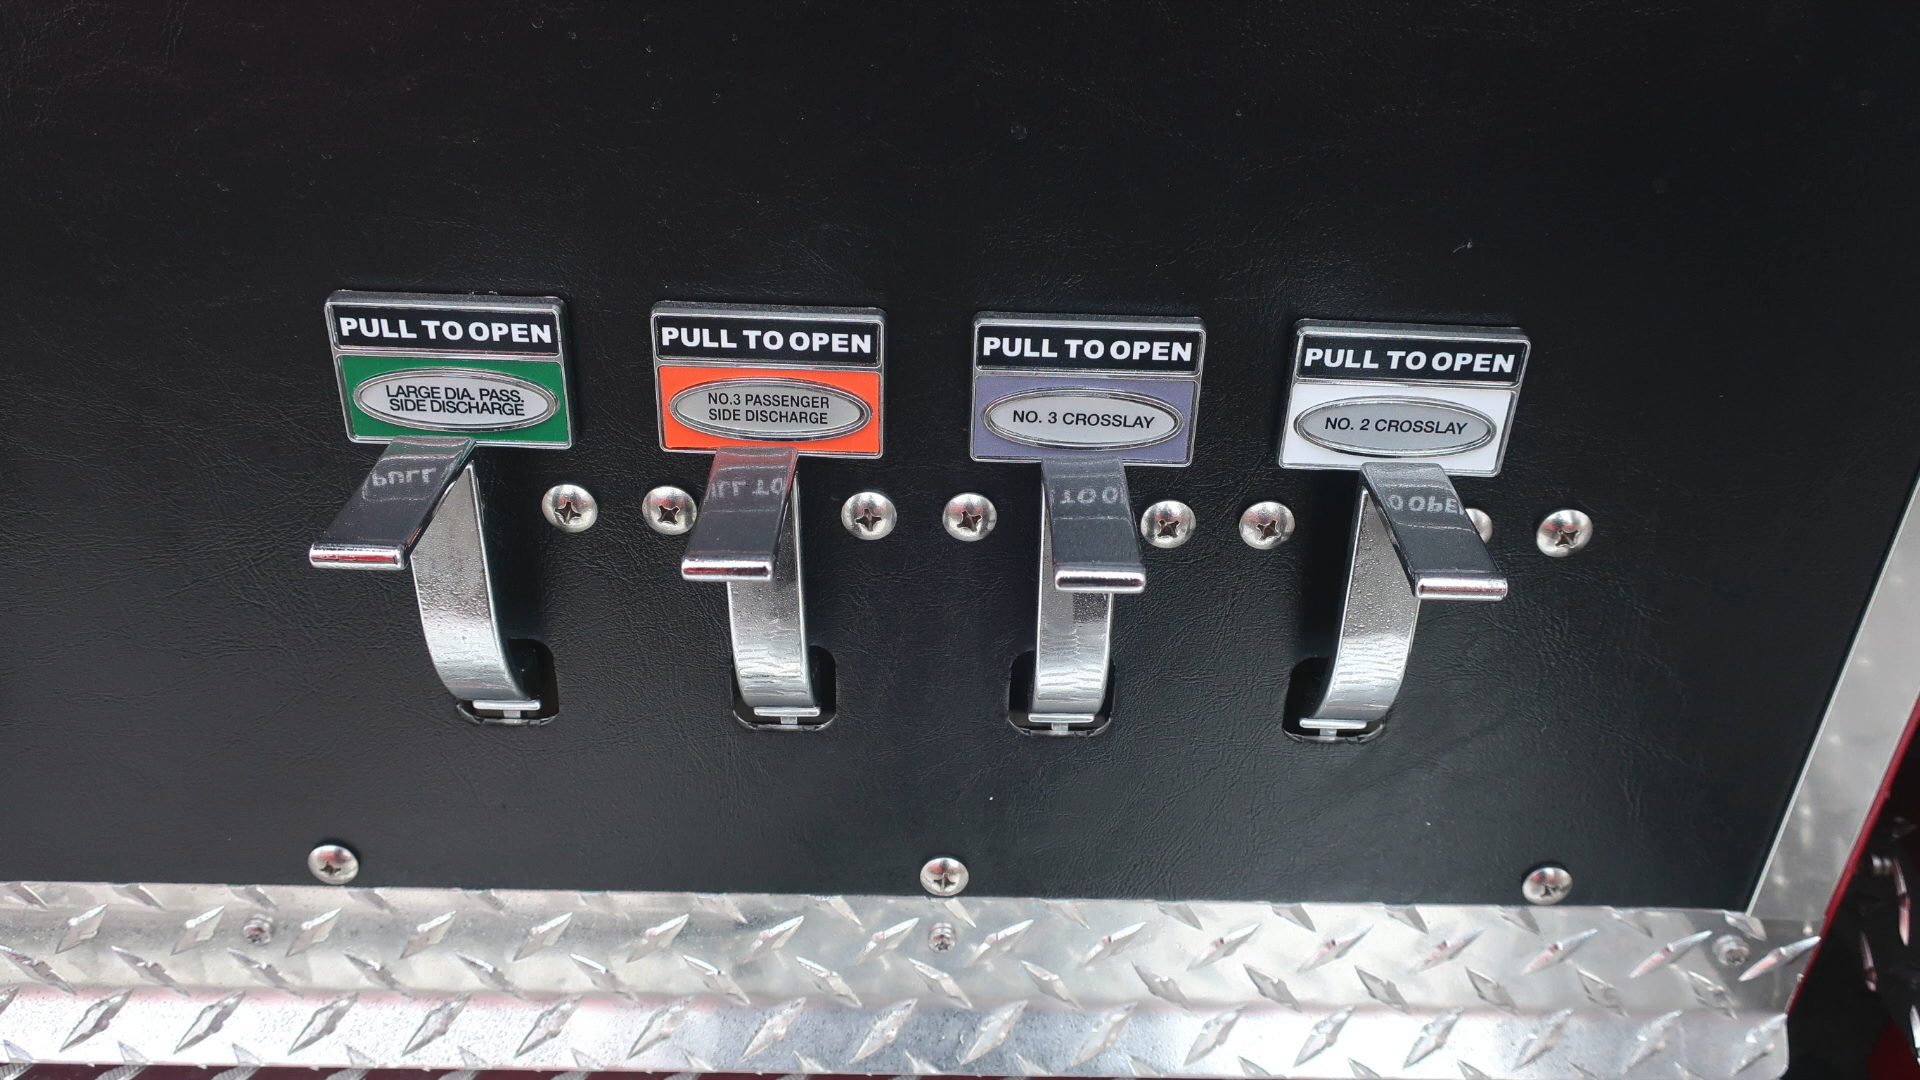 PULL TO OPEN
LARGE DIA. PASS.
SIDE DISCHARGE
PULL TO OPEN
NO.3 PASSENGER
SIDE DISCHARGE
PULL TO OPEN
NO. 3 CROSSLAY
PULL TO OPEN
NO. 2 CROSSLAY